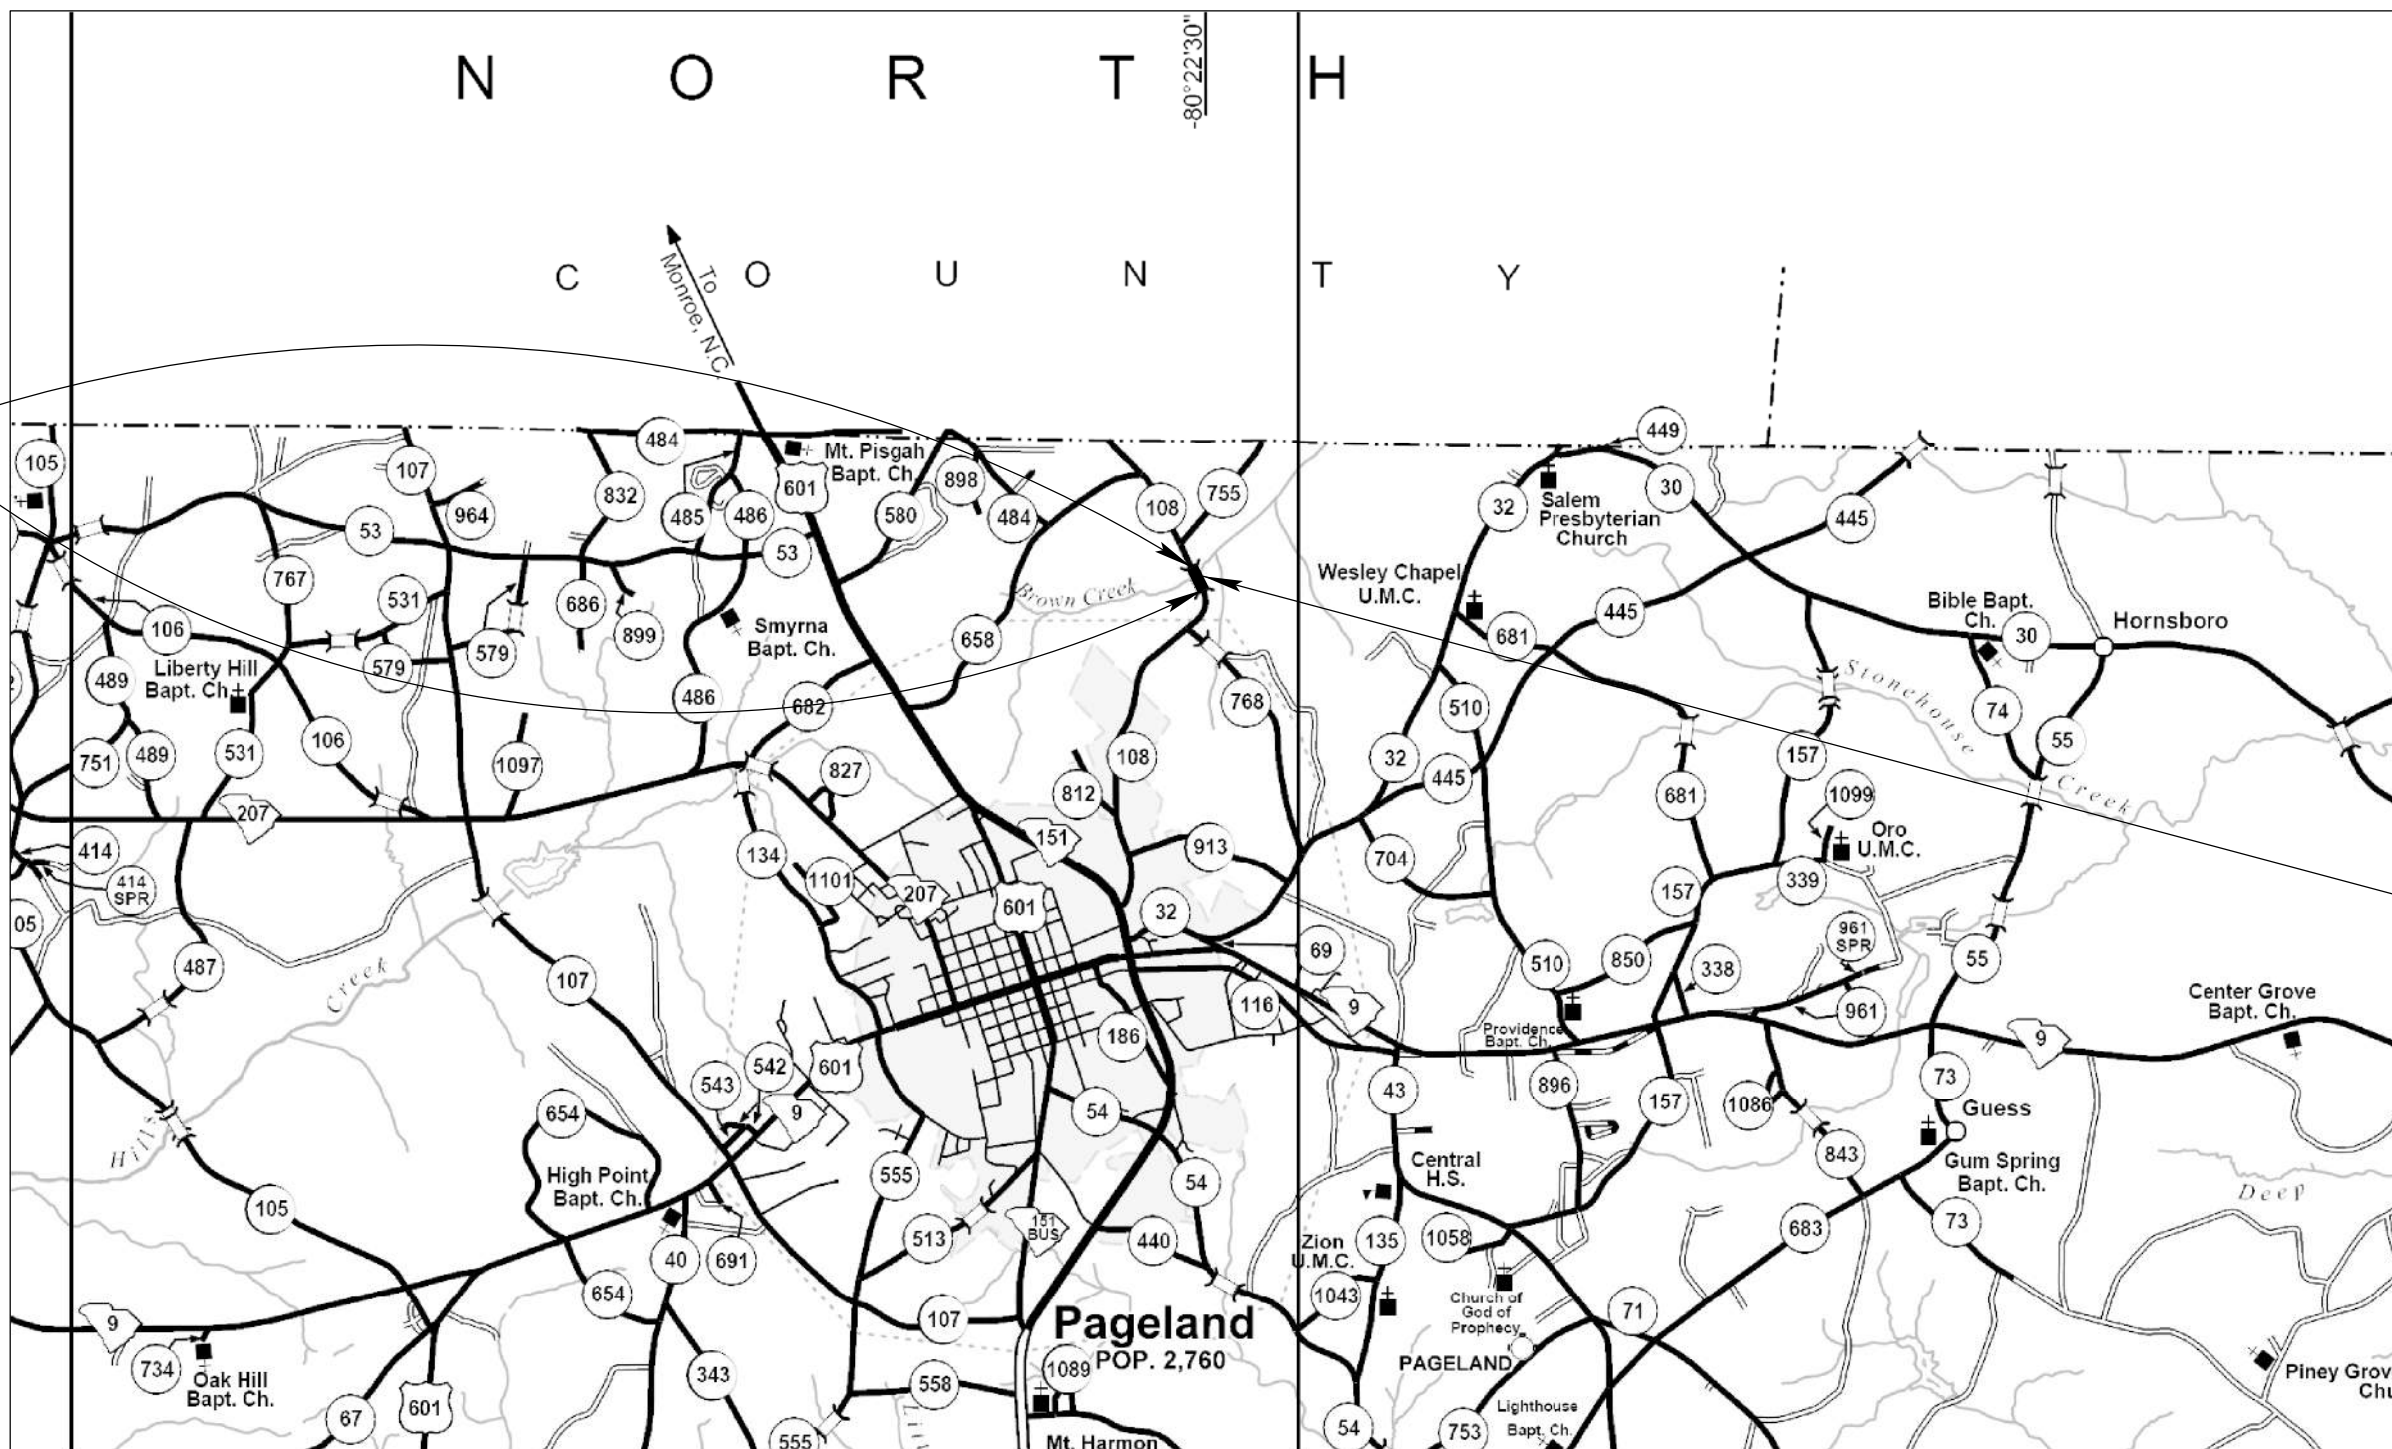 N O R T H
-80°22'30"
C O U N T Y
To
Monroe, N.C.
449
105
107
484
Mt. Pisgah
Bapt. Ch.
601
832
964
485
486
580
898
484
108
755
32
Salem
Presbyterian
Church
30
445
53
53
767
531
686
899
106
579
579
Smyrna
Bapt. Ch.
Brown Creek
658
Wesley Chapel
U.M.C.
681
445
Bible Bapt.
Ch.
30
Hornsboro
489
Liberty Hill
Bapt. Ch.
486
682
768
510
Stonehouse
Creek
74
55
751
489
531
106
1097
827
812
108
32
445
681
157
1099
207
414
414
SPR
05
134
1101
207
151
601
913
32
704
157
339
Oro
U.M.C.
961
SPR
487
Creek
107
69
116
9
510
850
338
961
55
Center Grove
Bapt. Ch.
186
Providence
Bapt. Ch.
9
543
542
601
9
654
54
43
896
157
1086
73
Guess
843
Gum Spring
Bapt. Ch.
High Point
Bapt. Ch.
555
54
Central
H.S.
Deep
105
513
151
BUS
440
Zion
U.M.C.
135
1058
683
73
40
691
654
107
1043
Church of
God of
Prophecy
71
9
734
Oak Hill
Bapt. Ch.
Pageland
POP. 2,760
PAGELAND
Piney Grov
Chu
67
601
343
558
1089
555
Mt. Harmon
54
753
Lighthouse
Bapt. Ch.